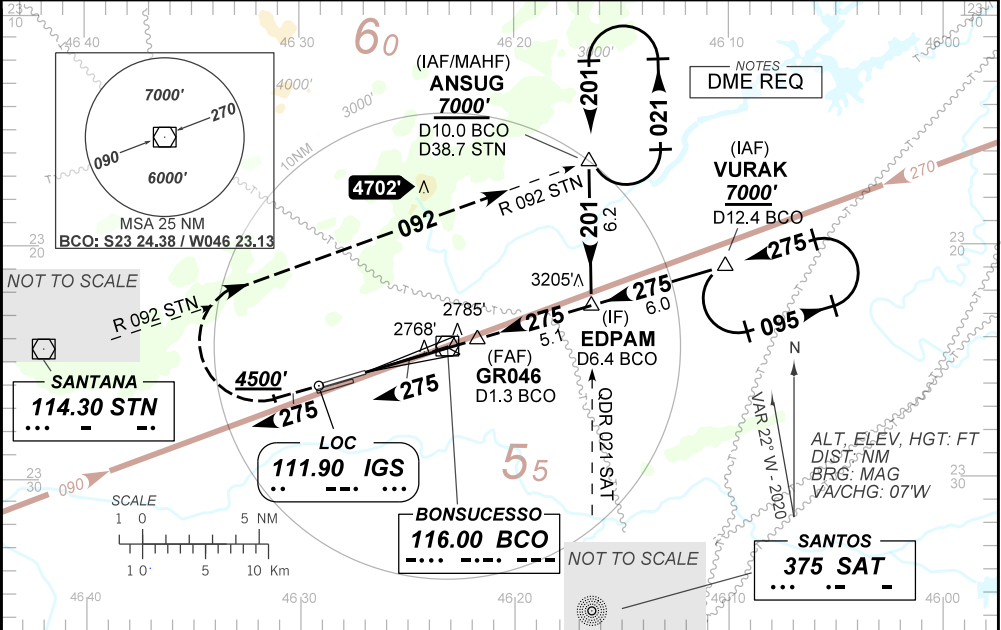 23
10
46 40
46 30
46 20
46 10
46 00
23
10
6 0
4000'
3000'
3000'
10NM
7000'
270
090
6000'
MSA 25 NM
BCO: S23 24.38 / W046 23.13
(IAF/MAHF)
ANSUG
7000'
D10.0 BCO
D38.7 STN
201
021
NOTES
DME REQ
(IAF)
VURAK
7000'
D12.4 BCO
270
4702'
092
R 092 STN
201
6.2
275
095
23
20
23
20
NOT TO SCALE
R 092 STN
3205'
275
6.0
2785'
2768'
275
5.1
(IF)
EDPAM
D6.4 BCO
(FAF)
GR046
D1.3 BCO
N
SANTANA
114.30 STN
... - -.
4500'
275
275
LOC
111.90 IGS
.. --. ...
QDR 021 SAT
VAR 22° W - 2020
ALT, ELEV, HGT: FT
DIST: NM
BRG: MAG
VA/CHG: 07'W
5 5
090
23
30
23
30
SCALE
1 0 5 NM
1 0 5 10 Km
BONSUCESSO
116.00 BCO
-... -.-. ---
NOT TO SCALE
SANTOS
375 SAT
... .- -
46 40
46 30
46 20
46 10
46 00